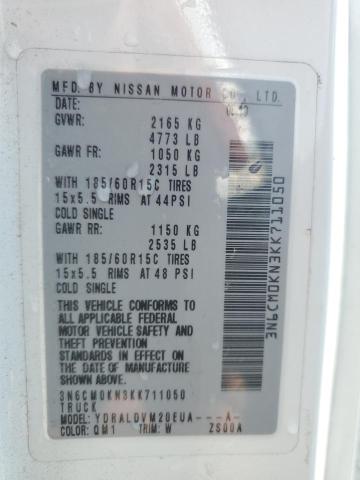 MFD. BY NISSAN MOTOR CO., LTD.
DATE:
GVWR:
2165 KG
4773 LB
GAWR FR:
1050 KG
2315 LB
WITH 185/60R15C TIRES
15x5.5 RIMS AT 44PSI
COLD SINGLE
GAWR RR:
1150 KG
2535 LB
WITH 185/60R15C TIRES
15x5.5 RIMS AT 48 PSI
COLD SINGLE
THIS VEHICLE CONFORMS TO
ALL APPLICABLE FEDERAL
MOTOR VEHICLE SAFETY AND
THEFT PREVENTION
STANDARDS IN EFFECT ON THE
DATE OF MANUFACTURE
3N6CM0KN3KK711050
TRUCK
MODEL: YDRALDVM20EUA---A-
COLOR: QM1 TRIM: W ZS00A
3N6CM0KN3KK711050